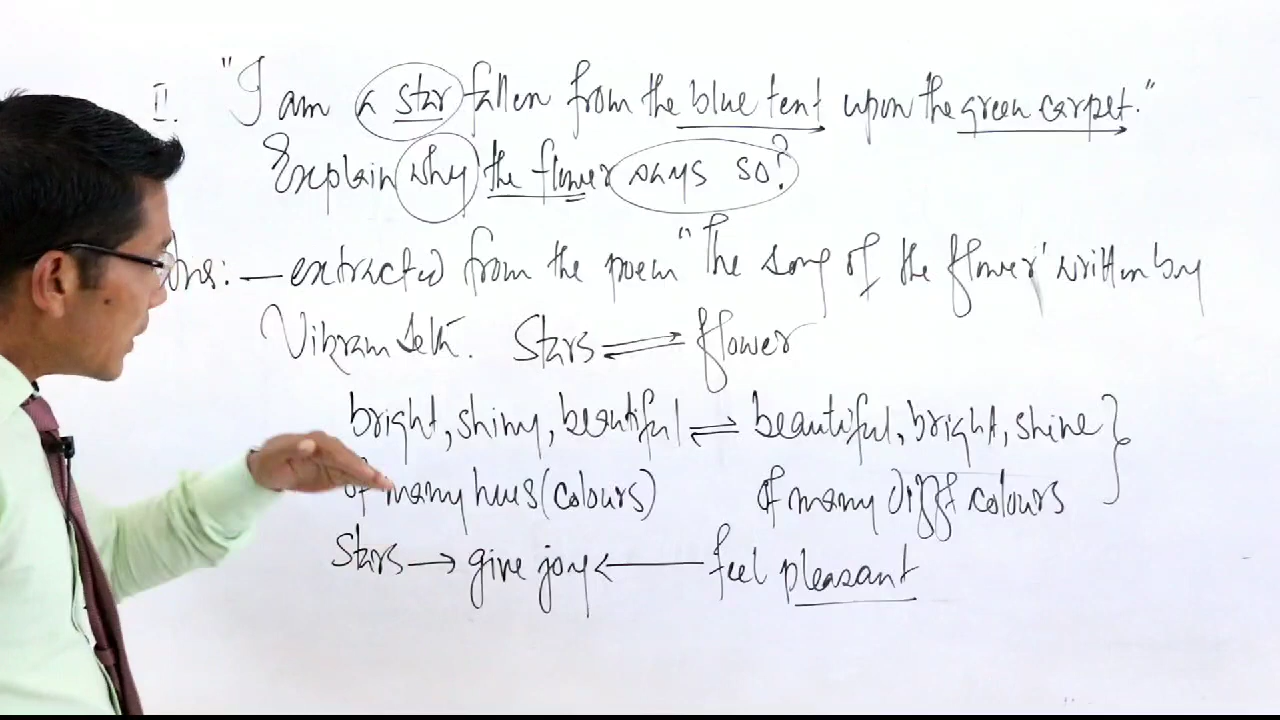 II. "I am a star fallen from the blue tent upon the green carpet."
Explain why the flower says so?
Ans:- extracted from the poem "The song of the flower' written by
Vikram Seth. Stars ⇌ flower
bright, shiny, beautiful ⇌ beautiful, bright, shine }
of many hues (colours) of many diff colours
Stars → give joy ← feel pleasant